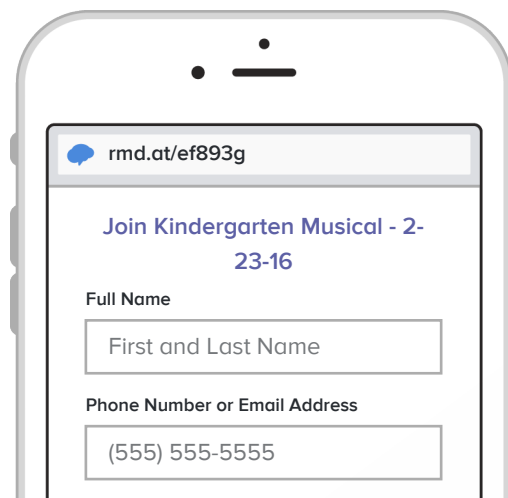 rmd.at/ef893g
Join Kindergarten Musical - 2-
23-16
Full Name
First and Last Name
Phone Number or Email Address
(555) 555-5555